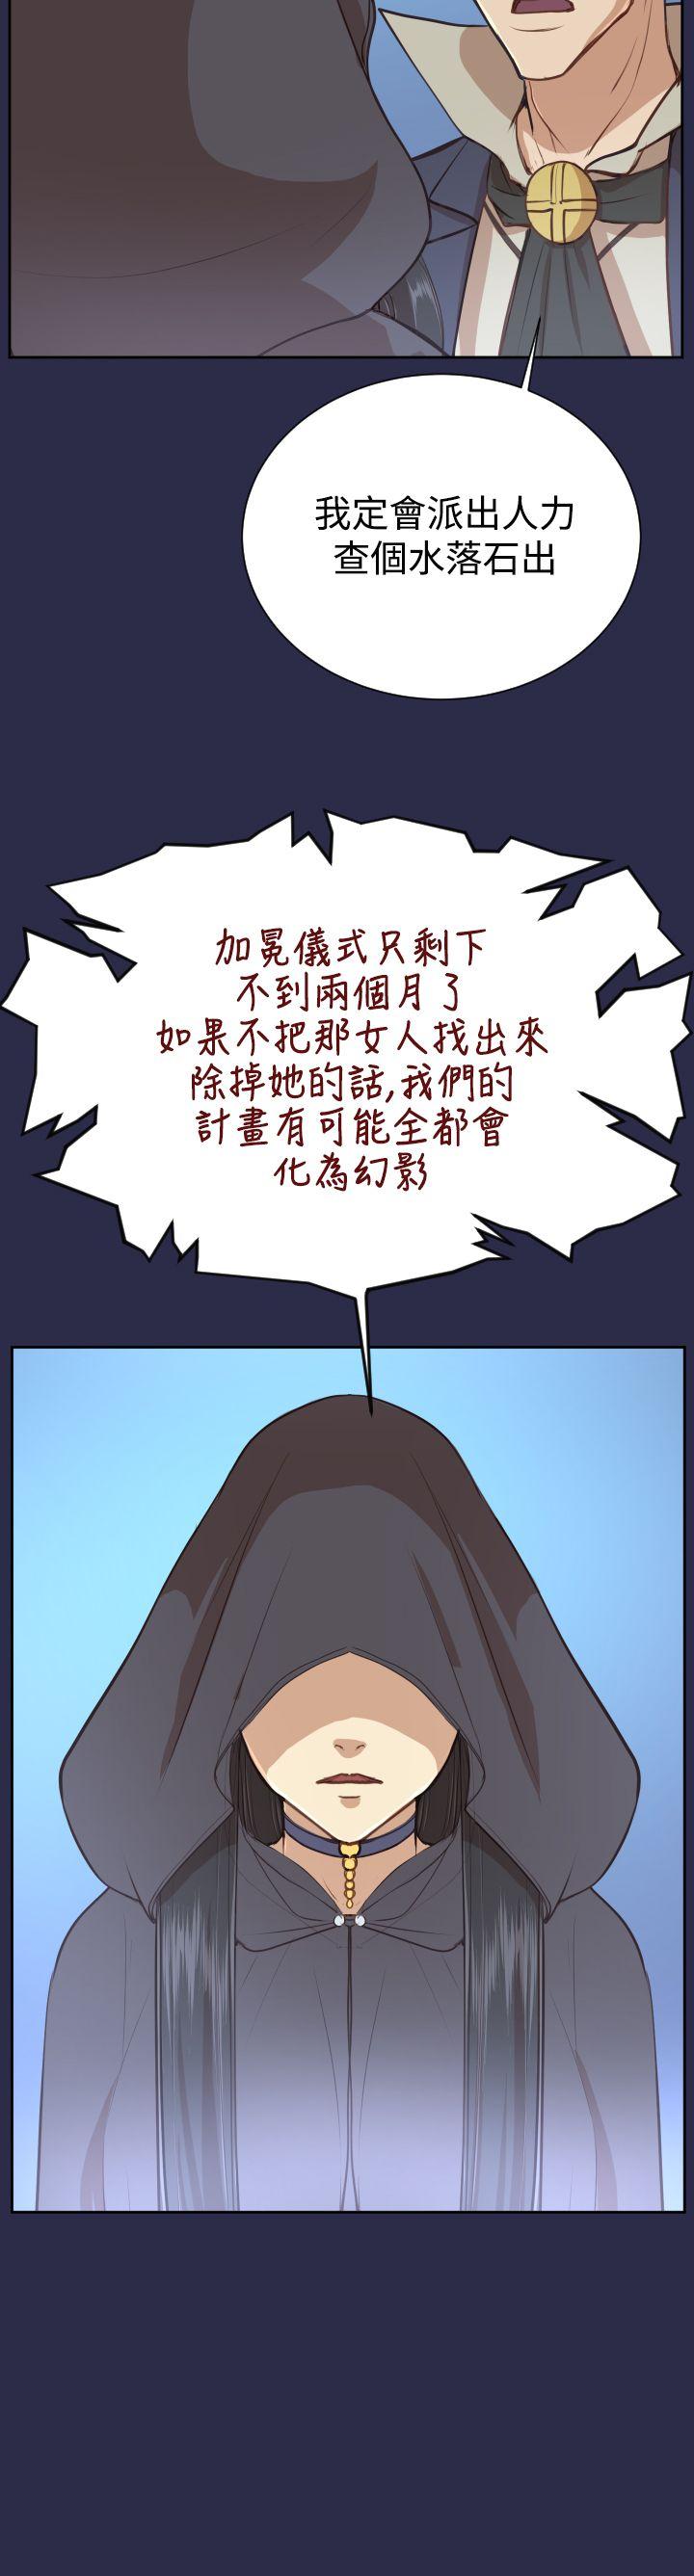 我定會派出人力
查個水落石出
加冕儀式只剩下
不到兩個月了
如果不把那女人找出來
除掉她的話,我們的
計畫有可能全都會
化為幻影